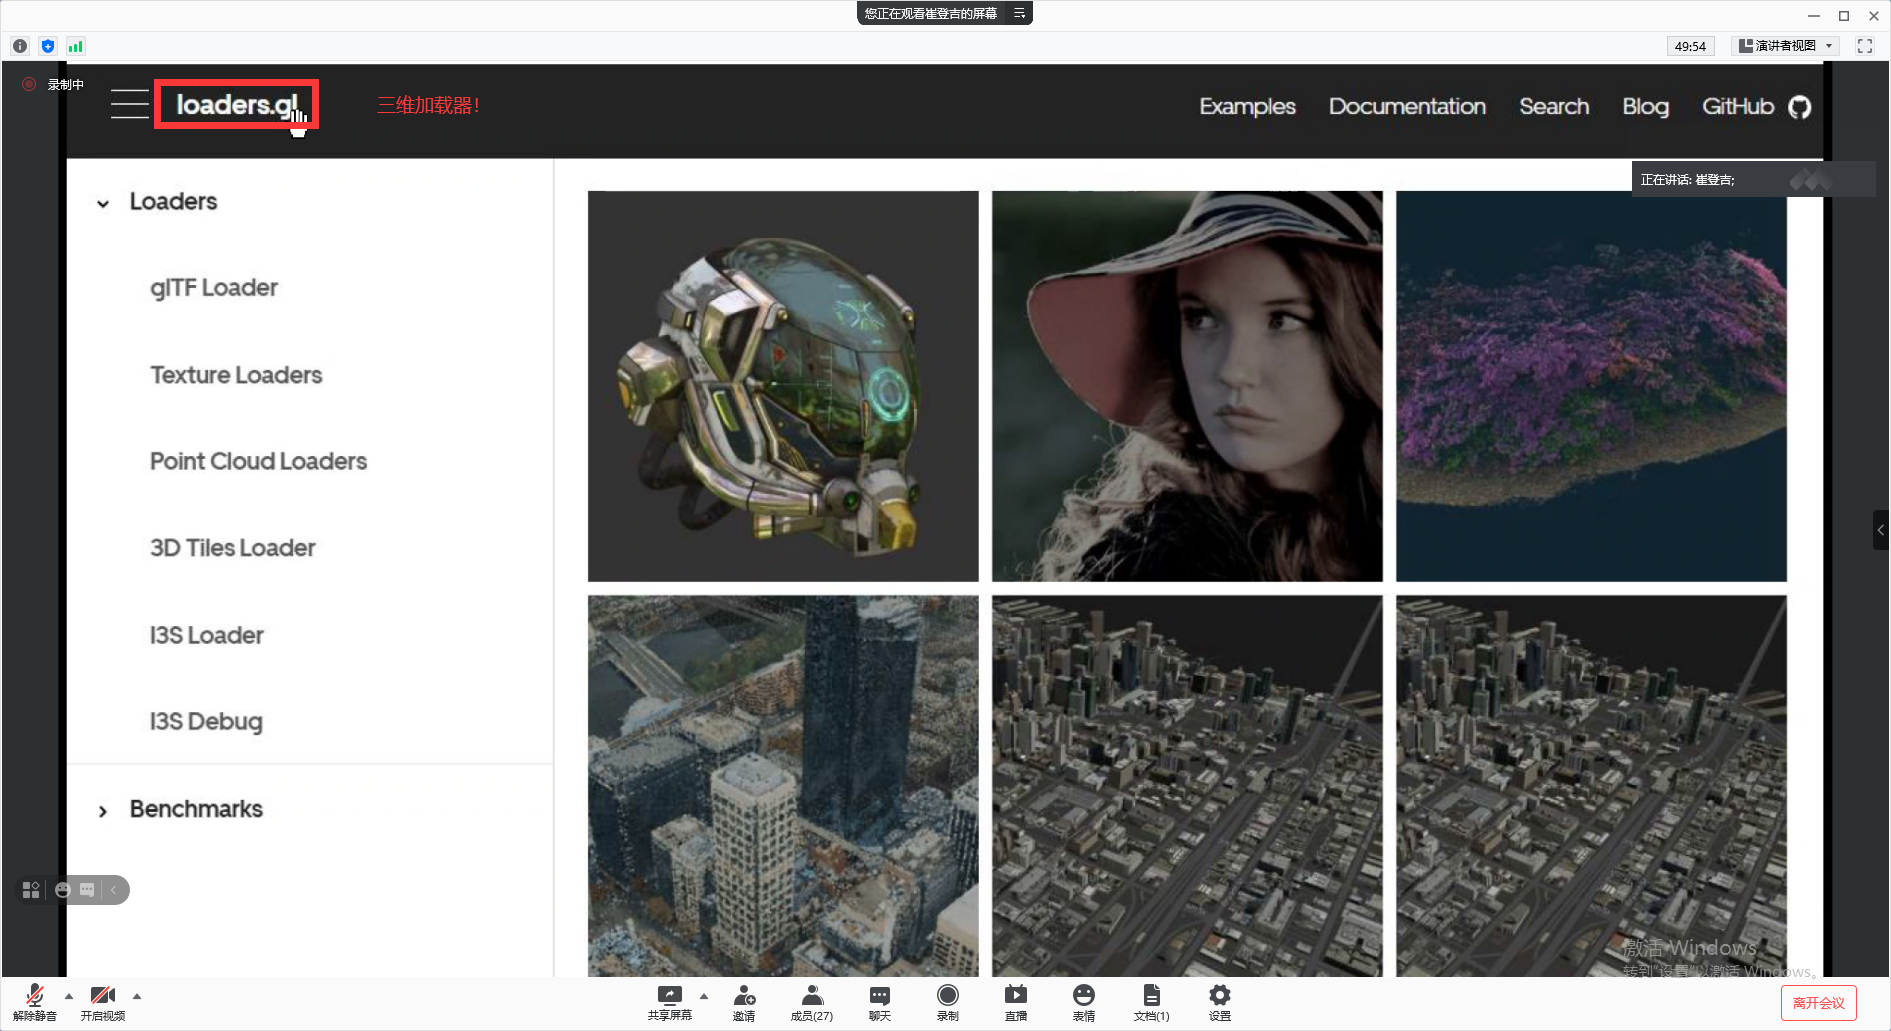 您正在观看崔登吉的屏幕
49:54
演讲者视图
录制中
loaders.gl
三维加载器!
Examples
Documentation
Search
Blog
GitHub
正在讲话: 崔登吉;
Loaders
glTF Loader
Texture Loaders
Point Cloud Loaders
3D Tiles Loader
I3S Loader
I3S Debug
Benchmarks
激活 Windows
转到"设置"以激活 Windows。
解除静音
开启视频
共享屏幕
邀请
成员(27)
聊天
录制
直播
表情
文档(1)
设置
离开会议